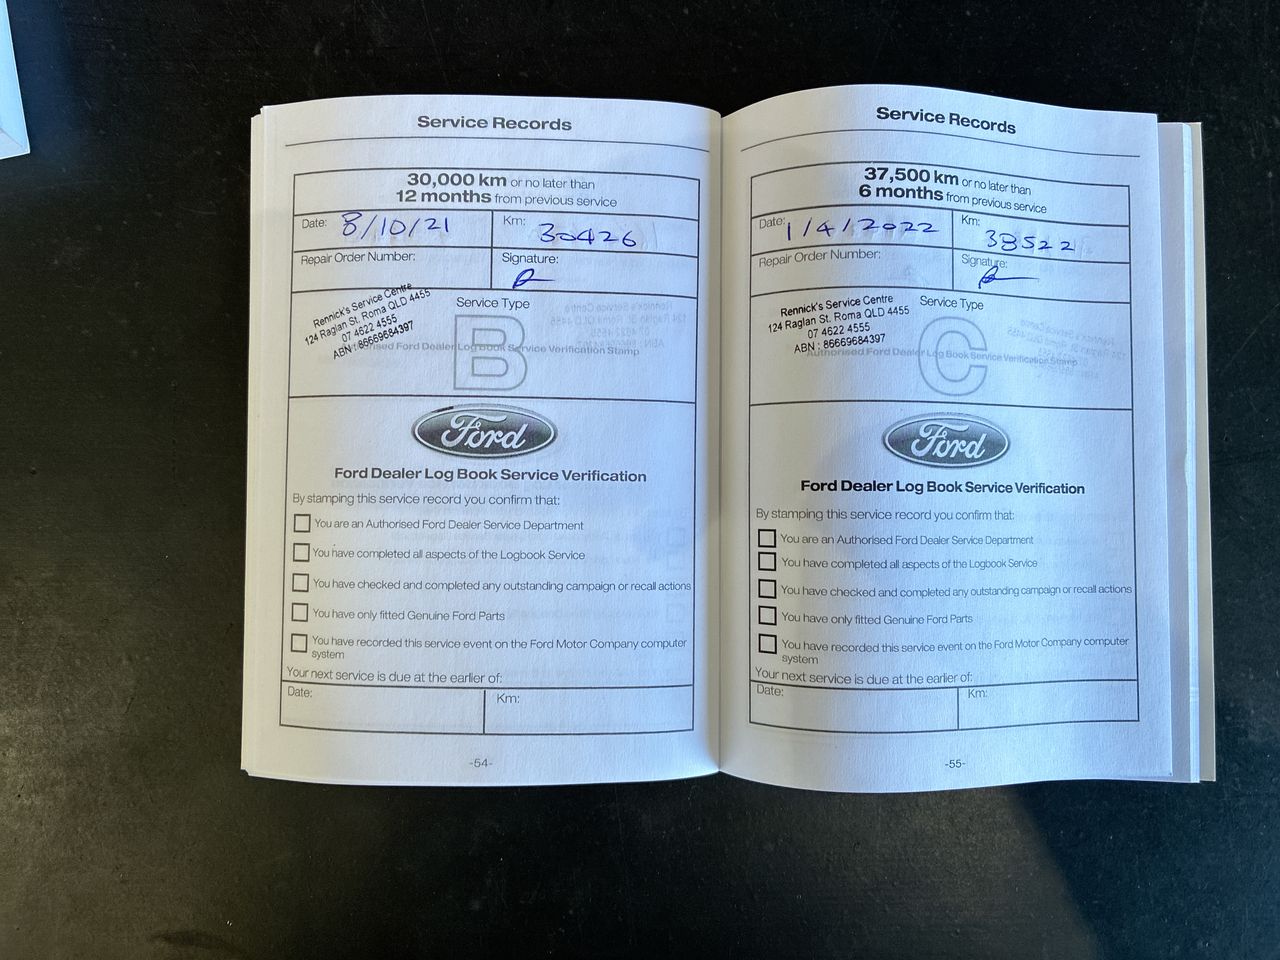 Service Records
30,000 km or no later than
12 months from previous service
Date: 8/10/21
Km: 30426
Repair Order Number:
Signature:
Rennick's Service Centre
124 Raglan St. Roma QLD 4455
07 4622 4555
ABN : 86669684397
Service Type
Authorised Ford Dealer Log Book Service Verification Stamp
B
Ford
Ford Dealer Log Book Service Verification
By stamping this service record you confirm that:
You are an Authorised Ford Dealer Service Department
You have completed all aspects of the Logbook Service
You have checked and completed any outstanding campaign or recall actions
You have only fitted Genuine Ford Parts
You have recorded this service event on the Ford Motor Company computer
system
Your next service is due at the earlier of:
Date:
Km:
-54-
Service Records
37,500 km or no later than
6 months from previous service
Date: 1/4/2022
Km: 38522
Repair Order Number:
Signature:
Rennick's Service Centre
124 Raglan St. Roma QLD 4455
07 4622 4555
ABN : 86669684397
Service Type
Authorised Ford Dealer Log Book Service Verification Stamp
C
Ford
Ford Dealer Log Book Service Verification
By stamping this service record you confirm that:
You are an Authorised Ford Dealer Service Department
You have completed all aspects of the Logbook Service
You have checked and completed any outstanding campaign or recall actions
You have only fitted Genuine Ford Parts
You have recorded this service event on the Ford Motor Company computer
system
Your next service is due at the earlier of:
Date:
Km:
-55-